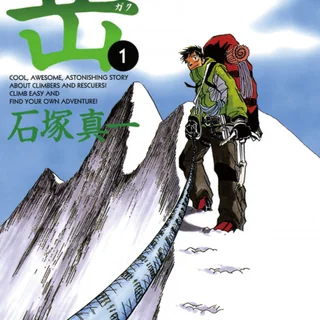 岳
ガク
1
COOL, AWESOME, ASTONISHING STORY
ABOUT CLIMBERS AND RESCUERS!
CLIMB EASY AND
FIND YOUR OWN ADVENTURE!
石塚真一